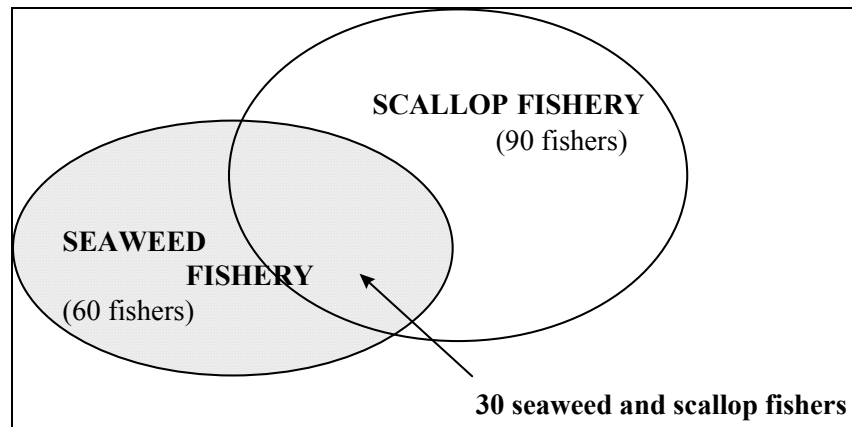 SCALLOP FISHERY
(90 fishers)
SEAWEED
FISHERY
(60 fishers)
30 seaweed and scallop fishers